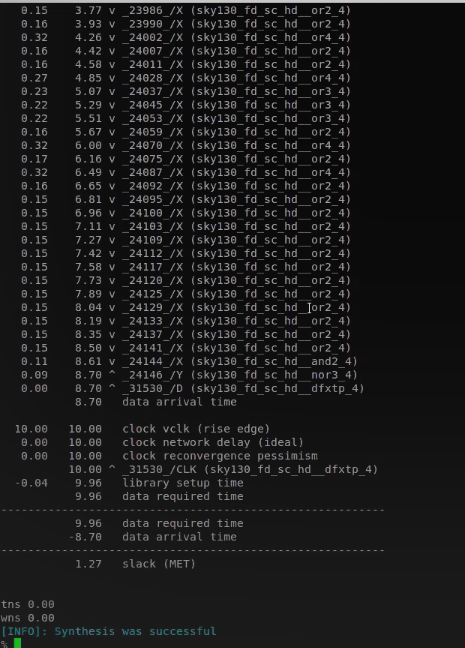 0.15 3.77 v _23986_/X (sky130_fd_sc_hd__or2_4)
0.16 3.93 v _23990_/X (sky130_fd_sc_hd__or2_4)
0.32 4.26 v _24002_/X (sky130_fd_sc_hd__or4_4)
0.16 4.42 v _24007_/X (sky130_fd_sc_hd__or2_4)
0.16 4.58 v _24011_/X (sky130_fd_sc_hd__or2_4)
0.27 4.85 v _24028_/X (sky130_fd_sc_hd__or4_4)
0.23 5.07 v _24037_/X (sky130_fd_sc_hd__or3_4)
0.22 5.29 v _24045_/X (sky130_fd_sc_hd__or3_4)
0.22 5.51 v _24053_/X (sky130_fd_sc_hd__or3_4)
0.16 5.67 v _24059_/X (sky130_fd_sc_hd__or2_4)
0.32 6.00 v _24070_/X (sky130_fd_sc_hd__or4_4)
0.17 6.16 v _24075_/X (sky130_fd_sc_hd__or2_4)
0.32 6.49 v _24087_/X (sky130_fd_sc_hd__or4_4)
0.16 6.65 v _24092_/X (sky130_fd_sc_hd__or2_4)
0.15 6.81 v _24095_/X (sky130_fd_sc_hd__or2_4)
0.15 6.96 v _24100_/X (sky130_fd_sc_hd__or2_4)
0.15 7.11 v _24103_/X (sky130_fd_sc_hd__or2_4)
0.15 7.27 v _24109_/X (sky130_fd_sc_hd__or2_4)
0.15 7.42 v _24112_/X (sky130_fd_sc_hd__or2_4)
0.15 7.58 v _24117_/X (sky130_fd_sc_hd__or2_4)
0.15 7.73 v _24120_/X (sky130_fd_sc_hd__or2_4)
0.15 7.89 v _24125_/X (sky130_fd_sc_hd__or2_4)
0.15 8.04 v _24129_/X (sky130_fd_sc_hd__or2_4)
0.15 8.19 v _24133_/X (sky130_fd_sc_hd__or2_4)
0.15 8.35 v _24137_/X (sky130_fd_sc_hd__or2_4)
0.15 8.50 v _24141_/X (sky130_fd_sc_hd__or2_4)
0.11 8.61 v _24144_/X (sky130_fd_sc_hd__and2_4)
0.09 8.70 ^ _24146_/Y (sky130_fd_sc_hd__nor3_4)
0.00 8.70 ^ _31530_/D (sky130_fd_sc_hd__dfxtp_4)
8.70 data arrival time
10.00 10.00 clock vclk (rise edge)
0.00 10.00 clock network delay (ideal)
0.00 10.00 clock reconvergence pessimism
10.00 ^ _31530_/CLK (sky130_fd_sc_hd__dfxtp_4)
-0.04 9.96 library setup time
9.96 data required time
---------------------------------------------------------
9.96 data required time
-8.70 data arrival time
---------------------------------------------------------
1.27 slack (MET)
tns 0.00
wns 0.00
[INFO]: Synthesis was successful
%